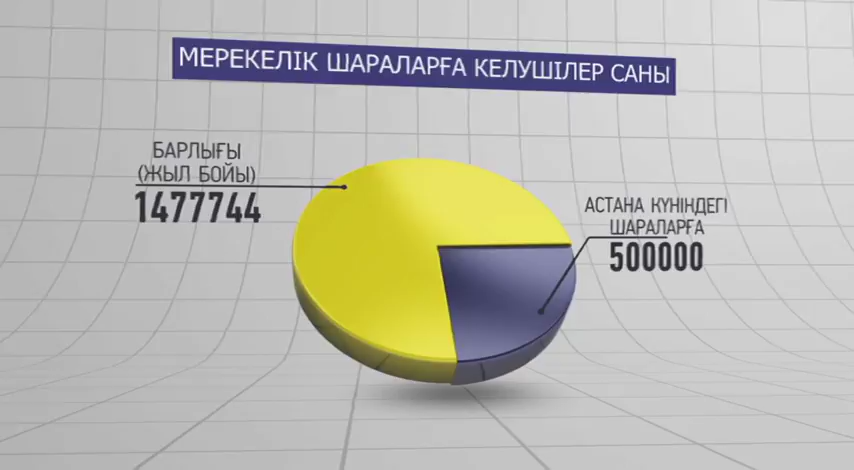 МЕРЕКЕЛІК ШАРАЛАРҒА КЕЛУШІЛЕР САНЫ
БАРЛЫҒЫ
(ЖЫЛ БОЙЫ)
1477744
АСТАНА КҮНІНДЕГІ
ШАРАЛАРҒА
500000